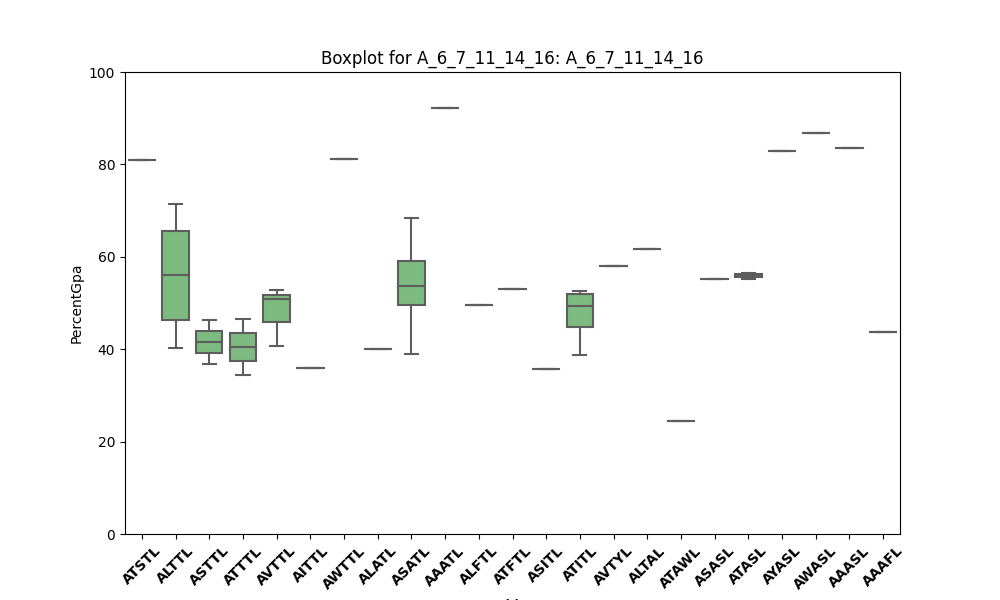 Boxplot for A_6_7_11_14_16: A_6_7_11_14_16
PercentGpa
100
80
60
40
20
0
ATSTL
ALTTL
ASTTL
ATTTL
AVTTL
AITTL
AWTTL
ALATL
ASATL
AAATL
ALFTL
ATFTL
ASITL
ATITL
AVTYL
ALTAL
ATAWL
ASASL
ATASL
AYASL
AWASL
AAASL
AAAFL